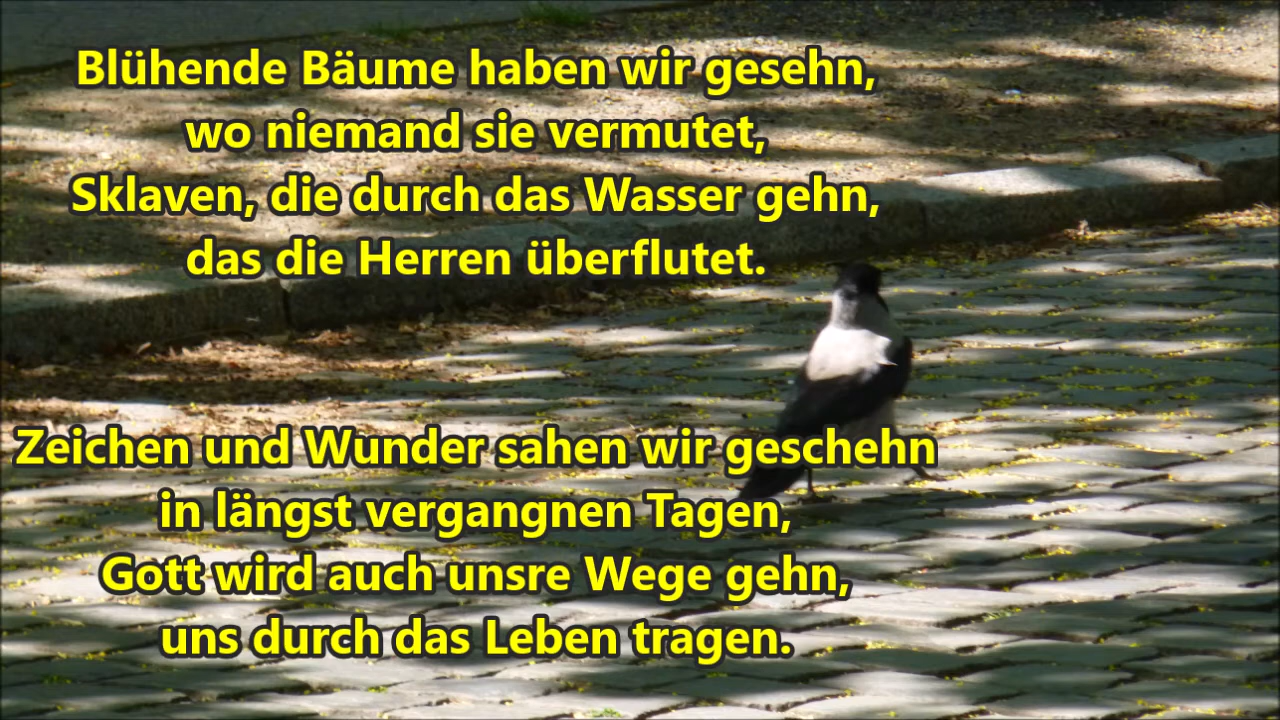 Blühende Bäume haben wir gesehn,
wo niemand sie vermutet,
Sklaven, die durch das Wasser gehn,
das die Herren überflutet.
Zeichen und Wunder sahen wir geschehn
in längst vergangnen Tagen,
Gott wird auch unsre Wege gehn,
uns durch das Leben tragen.